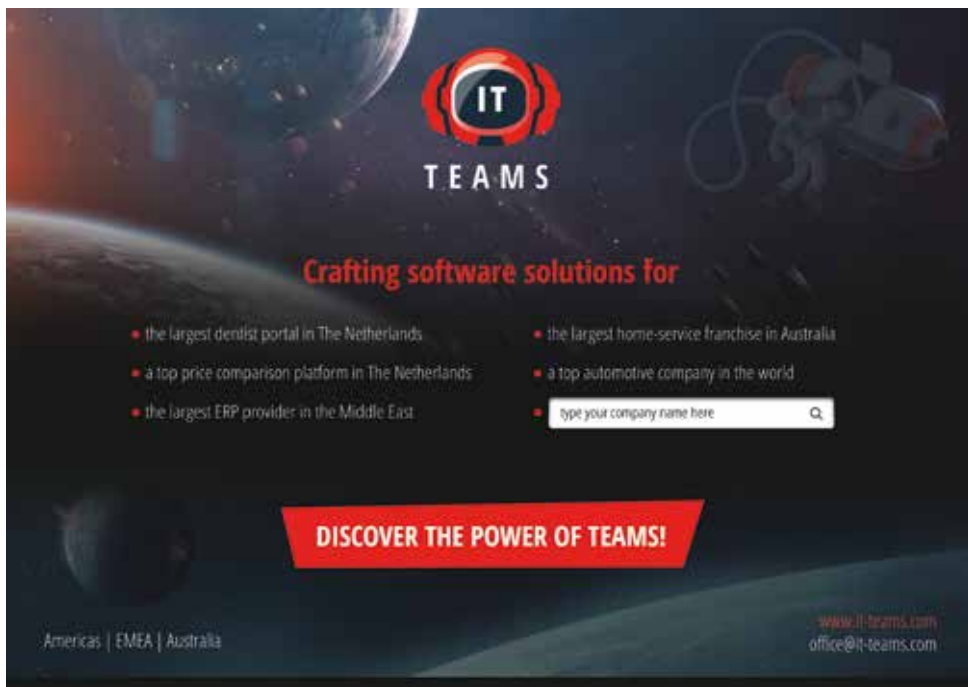 IT
TEAMS
Crafting software solutions for
the largest dentist portal in The Netherlands
a top price comparison platform in The Netherlands
the largest ERP provider in the Middle East
the largest home-service franchise in Australia
a top automotive company in the world
type your company name here
DISCOVER THE POWER OF TEAMS!
Americas | EMEA | Australia
www.it-teams.com
office@it-teams.com